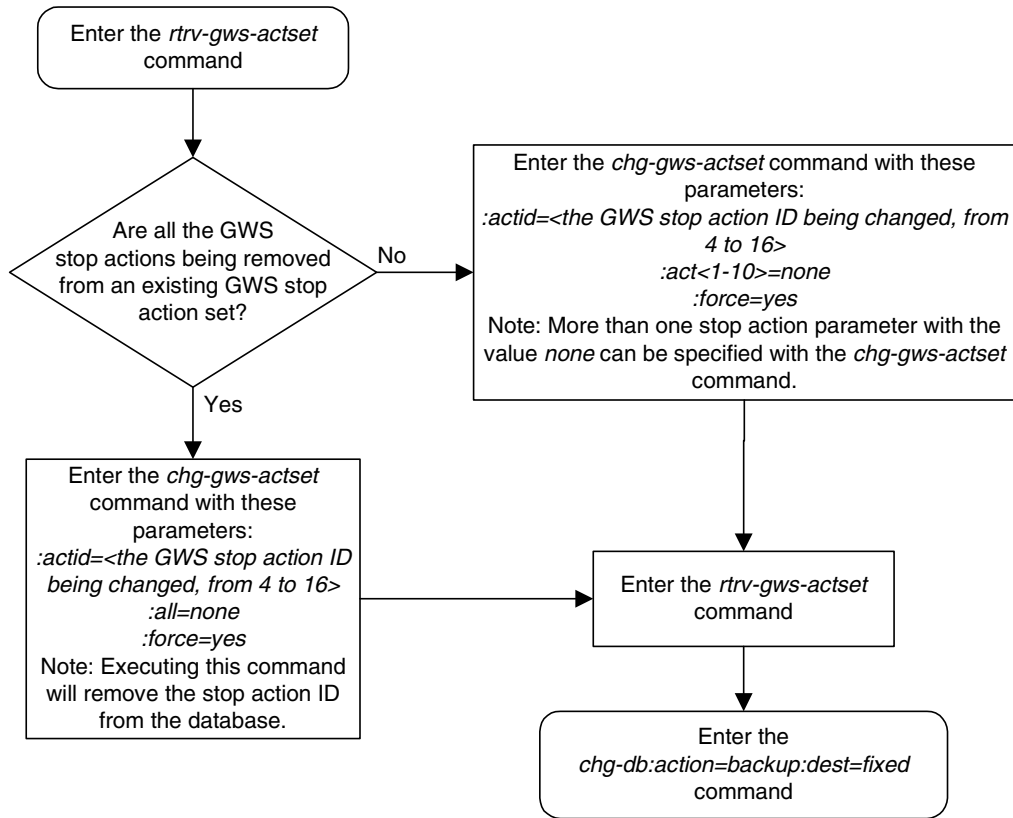 Enter the rtrv-gws-actset
command
Are all the GWS
stop actions being removed
from an existing GWS stop
action set?
No
Yes
Enter the chg-gws-actset command with these
parameters:
:actid=<the GWS stop action ID being changed, from
4 to 16>
:act<1-10>=none
:force=yes
Note: More than one stop action parameter with the
value none can be specified with the chg-gws-actset
command.
Enter the chg-gws-actset
command with these
parameters:
:actid=<the GWS stop action ID
being changed, from 4 to 16>
:all=none
:force=yes
Note: Executing this command
will remove the stop action ID
from the database.
Enter the rtrv-gws-actset
command
Enter the
chg-db:action=backup:dest=fixed
command